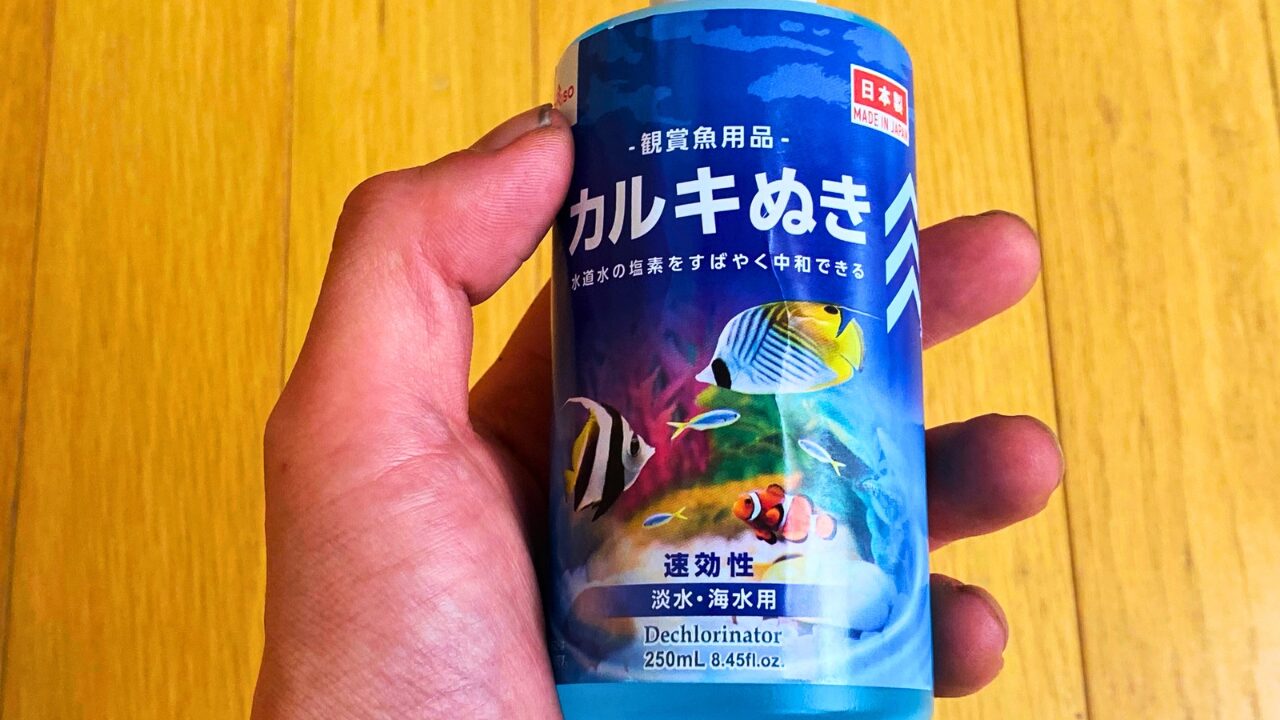 日本製
MADE IN JAPAN
-観賞魚用品-
カルキぬき
水道水の塩素をすばやく中和できる
速効性
淡水・海水用
Dechlorinator
250mL 8.45fl.oz.